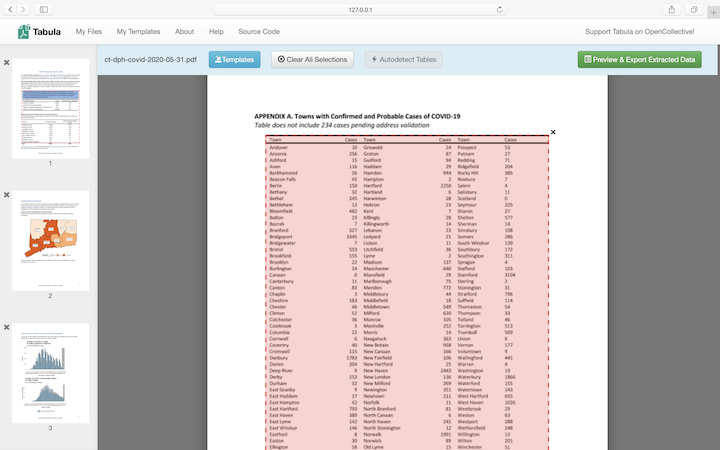 127.0.0.1
Tabula
My Files
My Templates
About
Help
Source Code
Support Tabula on OpenCollective!
ct-dph-covid-2020-05-31.pdf
Templates
Clear All Selections
Autodetect Tables
Preview & Export Extracted Data
1
2
3
APPENDIX A. Towns with Confirmed and Probable Cases of COVID-19
Table does not include 234 cases pending address validation
Town Cases Town Cases Town Cases
Andover 10 Griswold 24 Prospect 53
Ansonia 256 Groton 87 Putnam 27
Ashford 15 Guilford 94 Redding 71
Avon 116 Haddam 29 Ridgefield 204
Barkhamsted 26 Hamden 944 Rocky Hill 385
Beacon Falls 45 Hampton 2 Roxbury 7
Berlin 150 Hartford 2250 Salem 4
Bethany 32 Hartland 6 Salisbury 11
Bethel 245 Harwinton 28 Scotland 0
Bethlehem 12 Hebron 23 Seymour 225
Bloomfield 482 Kent 7 Sharon 27
Bolton 23 Killingly 28 Shelton 577
Bozrah 7 Killingworth 14 Sherman 14
Branford 327 Lebanon 23 Simsbury 108
Bridgeport 3345 Ledyard 21 Somers 286
Bridgewater 7 Lisbon 11 South Windsor 139
Bristol 553 Litchfield 36 Southbury 172
Brookfield 155 Lyme 2 Southington 311
Brooklyn 22 Madison 137 Sprague 4
Burlington 24 Manchester 640 Stafford 103
Canaan 0 Mansfield 29 Stamford 3104
Canterbury 11 Marlborough 75 Sterling 2
Canton 83 Meriden 772 Stonington 31
Chaplin 3 Middlebury 44 Stratford 796
Cheshire 183 Middlefield 18 Suffield 114
Chester 46 Middletown 549 Thomaston 54
Clinton 52 Milford 620 Thompson 33
Colchester 36 Monroe 105 Tolland 46
Colebrook 3 Montville 252 Torrington 513
Columbia 22 Morris 14 Trumbull 503
Cornwall 6 Naugatuck 363 Union 6
Coventry 40 New Britain 958 Vernon 177
Cromwell 115 New Canaan 166 Voluntown 9
Danbury 1783 New Fairfield 106 Wallingford 441
Darien 204 New Hartford 25 Warren 4
Deep River 9 New Haven 2443 Washington 19
Derby 153 New London 136 Waterbury 1866
Durham 32 New Milford 269 Waterford 155
East Granby 9 Newington 351 Watertown 143
East Haddam 17 Newtown 211 West Hartford 655
East Hampton 42 Norfolk 11 West Haven 1026
East Hartford 793 North Branford 81 Westbrook 29
East Haven 389 North Canaan 6 Weston 63
East Lyme 142 North Haven 241 Westport 288
East Windsor 146 North Stonington 12 Wethersfield 248
Eastford 8 Norwalk 1991 Willington 13
Easton 30 Norwich 89 Wilton 201
Ellington 58 Old Lyme 15 Winchester 51